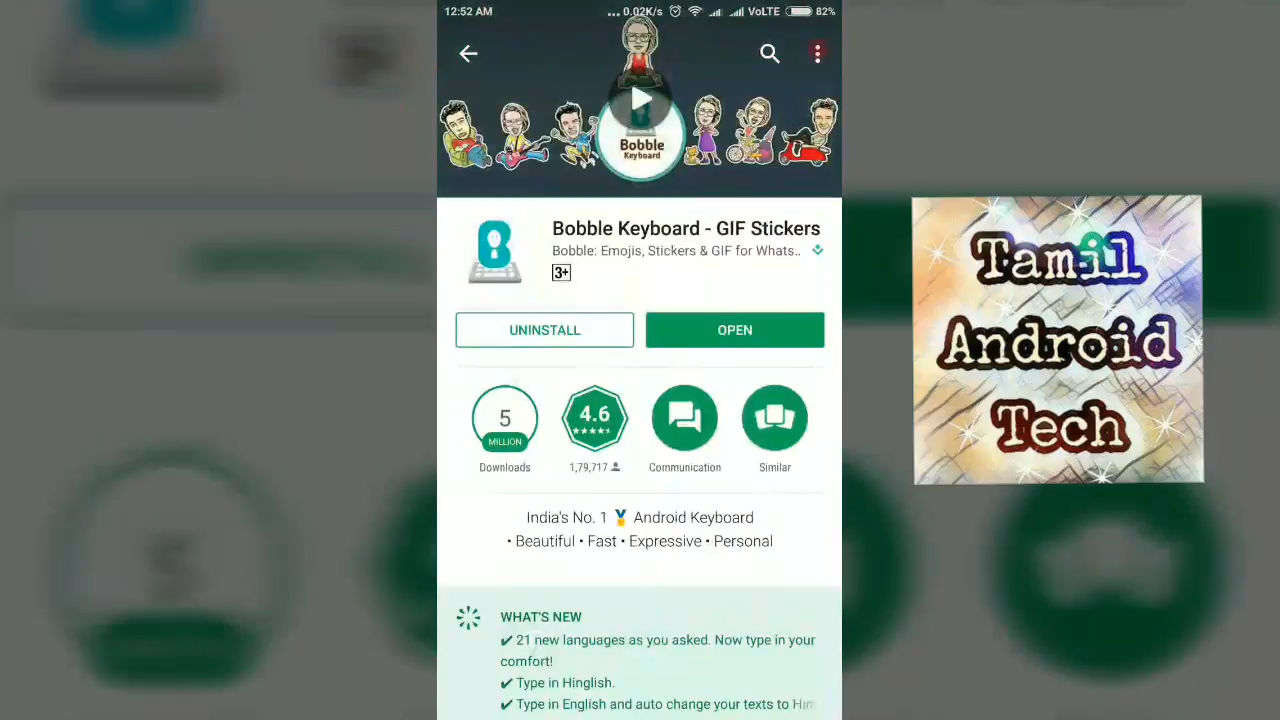 12:52 AM
... 0.02K/s VoLTE 82%
Bobble
Keyboard
Bobble Keyboard - GIF Stickers
Bobble: Emojis, Stickers & GIF for Whats..
3+
UNINSTALL
OPEN
5
MILLION
4.6
Downloads
1,79,717
Communication
Similar
India's No. 1 🏅 Android Keyboard
• Beautiful • Fast • Expressive • Personal
WHAT'S NEW
✔ 21 new languages as you asked. Now type in your
comfort!
✔ Type in Hinglish.
✔ Type in English and auto change your texts to
Tamil
Android
Tech